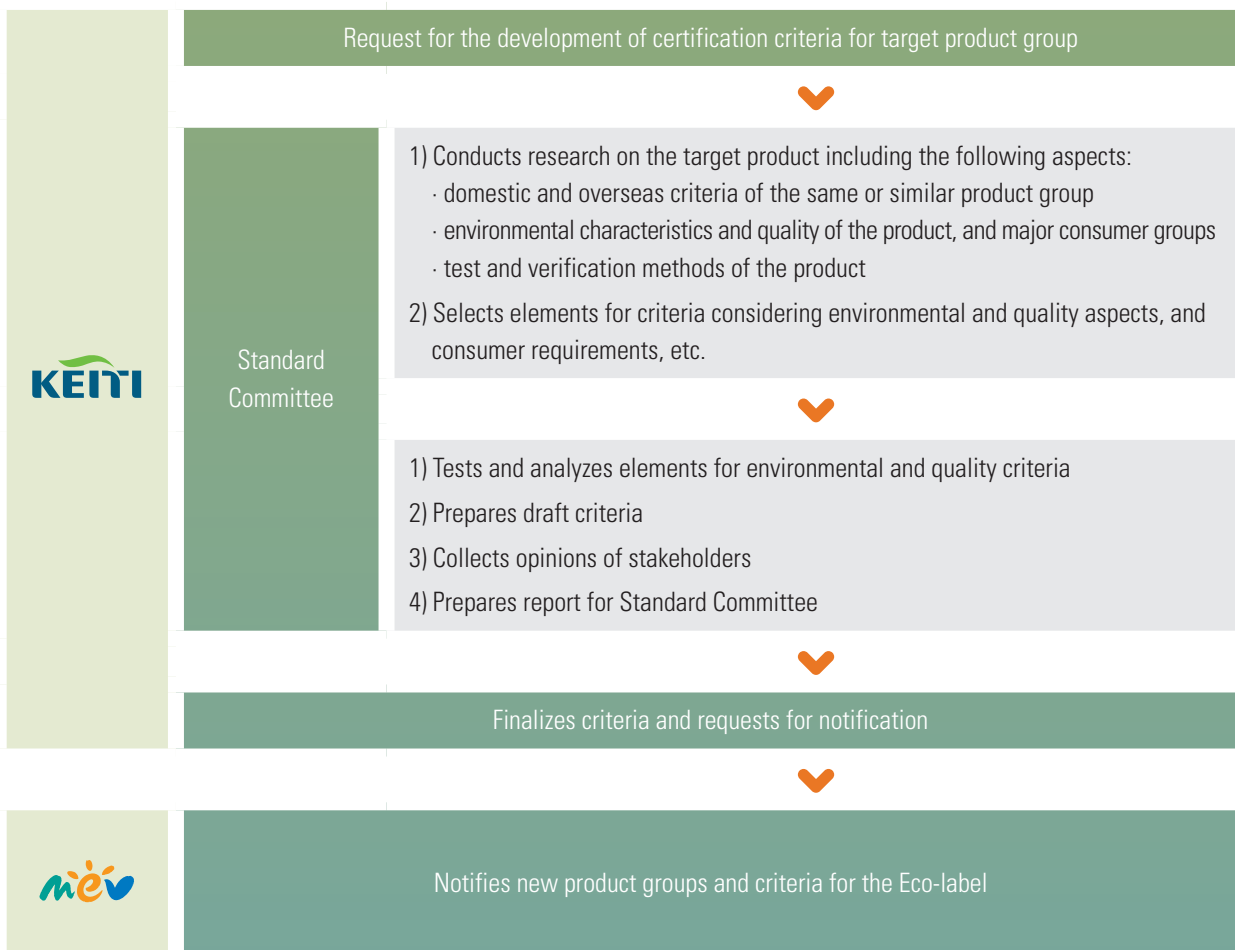 Request for the development of certification criteria for target product group
KEITI
Standard
Committee
1) Conducts research on the target product including the following aspects:
· domestic and overseas criteria of the same or similar product group
· environmental characteristics and quality of the product, and major consumer groups
· test and verification methods of the product
2) Selects elements for criteria considering environmental and quality aspects, and
consumer requirements, etc.
1) Tests and analyzes elements for environmental and quality criteria
2) Prepares draft criteria
3) Collects opinions of stakeholders
4) Prepares report for Standard Committee
Finalizes criteria and requests for notification
mev
Notifies new product groups and criteria for the Eco-label